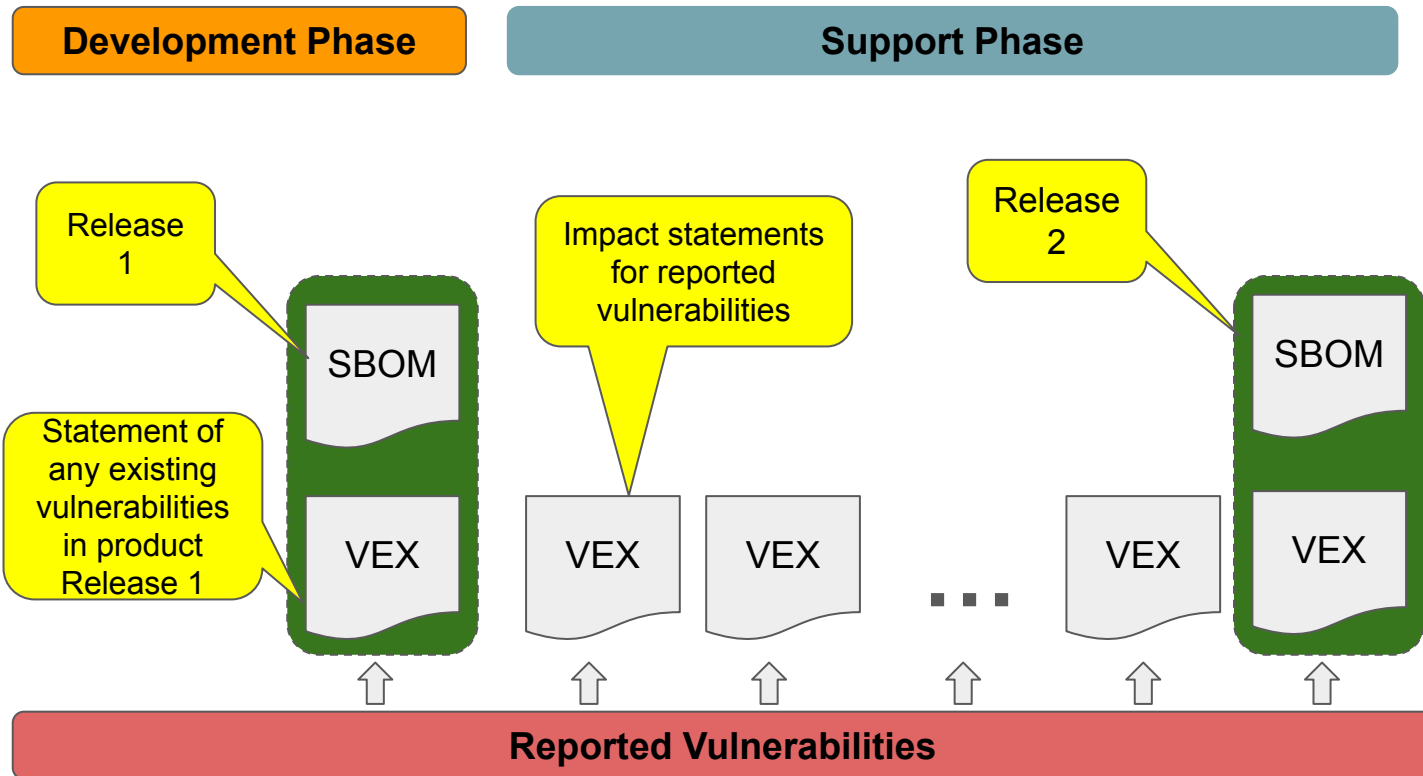 Development Phase
Support Phase
Release
1
Impact statements
for reported
vulnerabilities
Release
2
SBOM
SBOM
Statement of
any existing
vulnerabilities
in product
Release 1
VEX
VEX
VEX
...
VEX
VEX
Reported Vulnerabilities